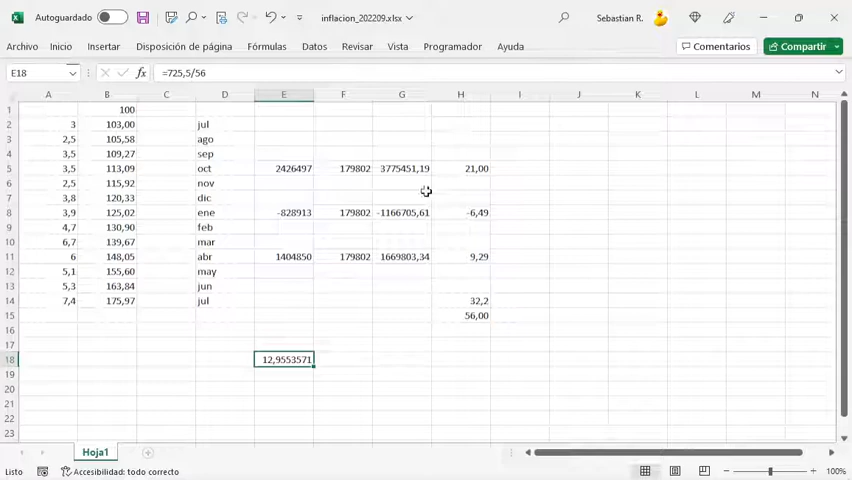 Autoguardado inflacion_202209.xlsx Sebastian R.
Archivo Inicio Insertar Disposición de página Fórmulas Datos Revisar Vista Programador Ayuda Comentarios Compartir
E18 fx =725,5/56
A B C D E F G H I J K L M N
1 100
2 3 103,00 jul
3 2,5 105,58 ago
4 3,5 109,27 sep
5 3,5 113,09 oct 2426497 179802 3775451,19 21,00
6 2,5 115,92 nov
7 3,8 120,33 dic
8 3,9 125,02 ene -828913 179802 -1166705,61 -6,49
9 4,7 130,90 feb
10 6,7 139,67 mar
11 6 148,05 abr 1404850 179802 1669803,34 9,29
12 5,1 155,60 may
13 5,3 163,84 jun
14 7,4 175,97 jul 32,2
15 56,00
16
17
18 12,9553571
19
20
21
22
23
Hoja1
Listo Accesibilidad: todo correcto 100%